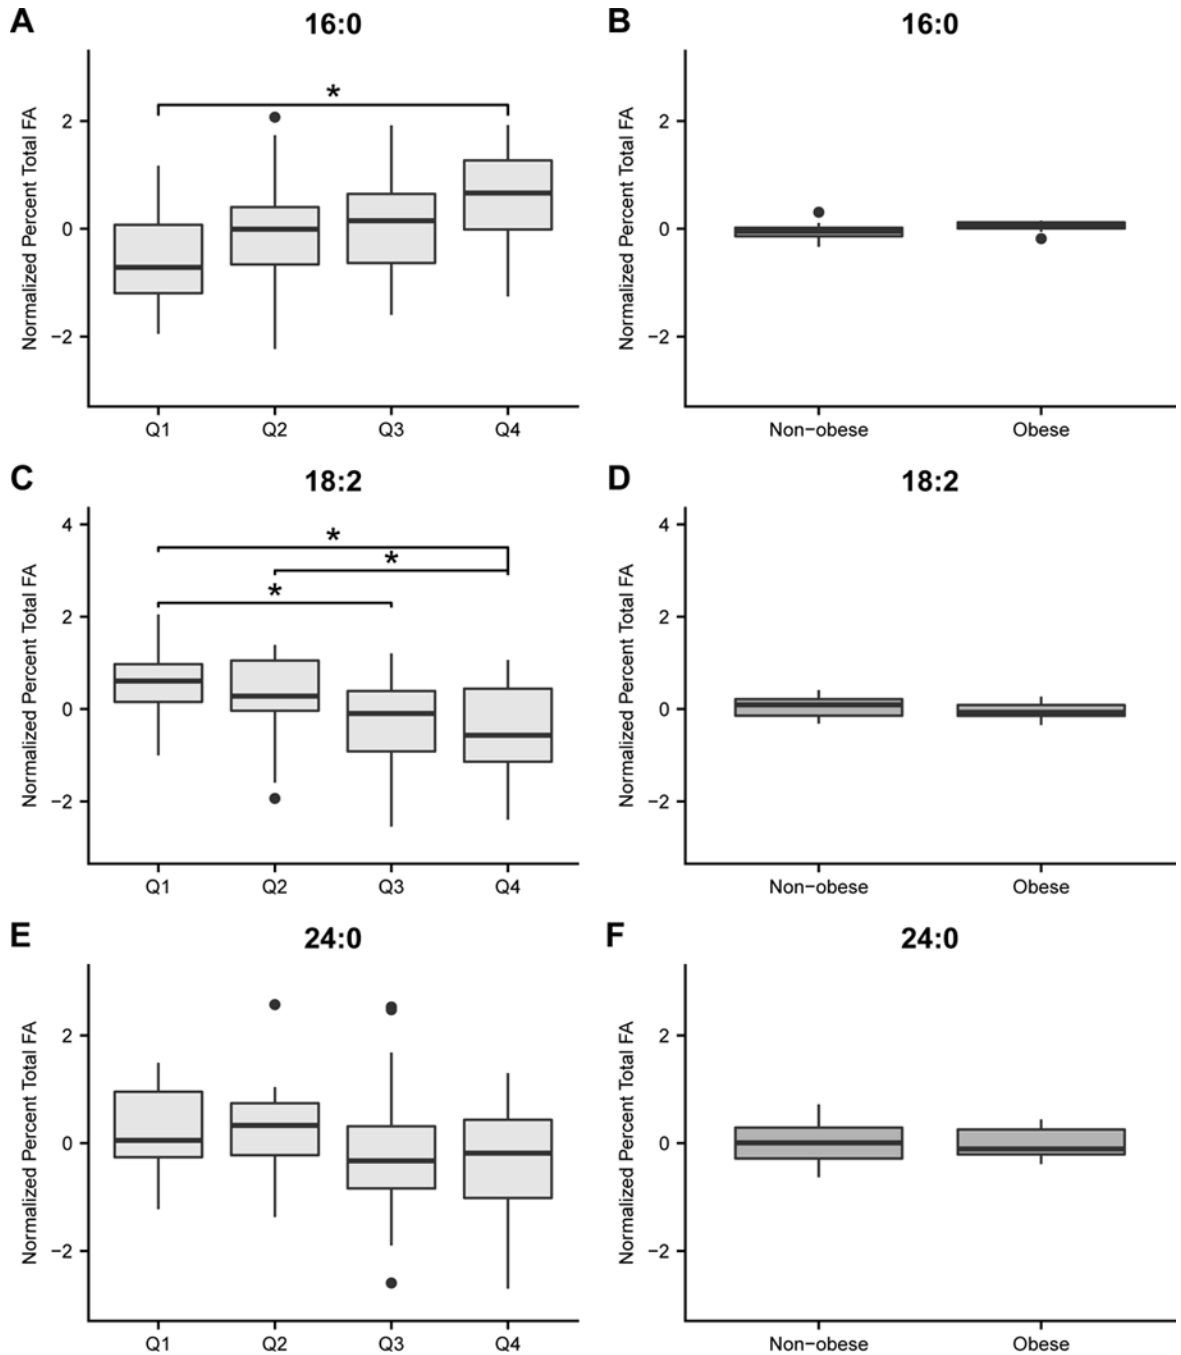 A 16:0
Normalized Percent Total FA
2
0
−2
*
Q1 Q2 Q3 Q4
B 16:0
Normalized Percent Total FA
2
0
−2
Non−obese Obese
C 18:2
Normalized Percent Total FA
4
2
0
−2
*
*
*
Q1 Q2 Q3 Q4
D 18:2
Normalized Percent Total FA
4
2
0
−2
Non−obese Obese
E 24:0
Normalized Percent Total FA
2
0
−2
Q1 Q2 Q3 Q4
F 24:0
Normalized Percent Total FA
2
0
−2
Non−obese Obese